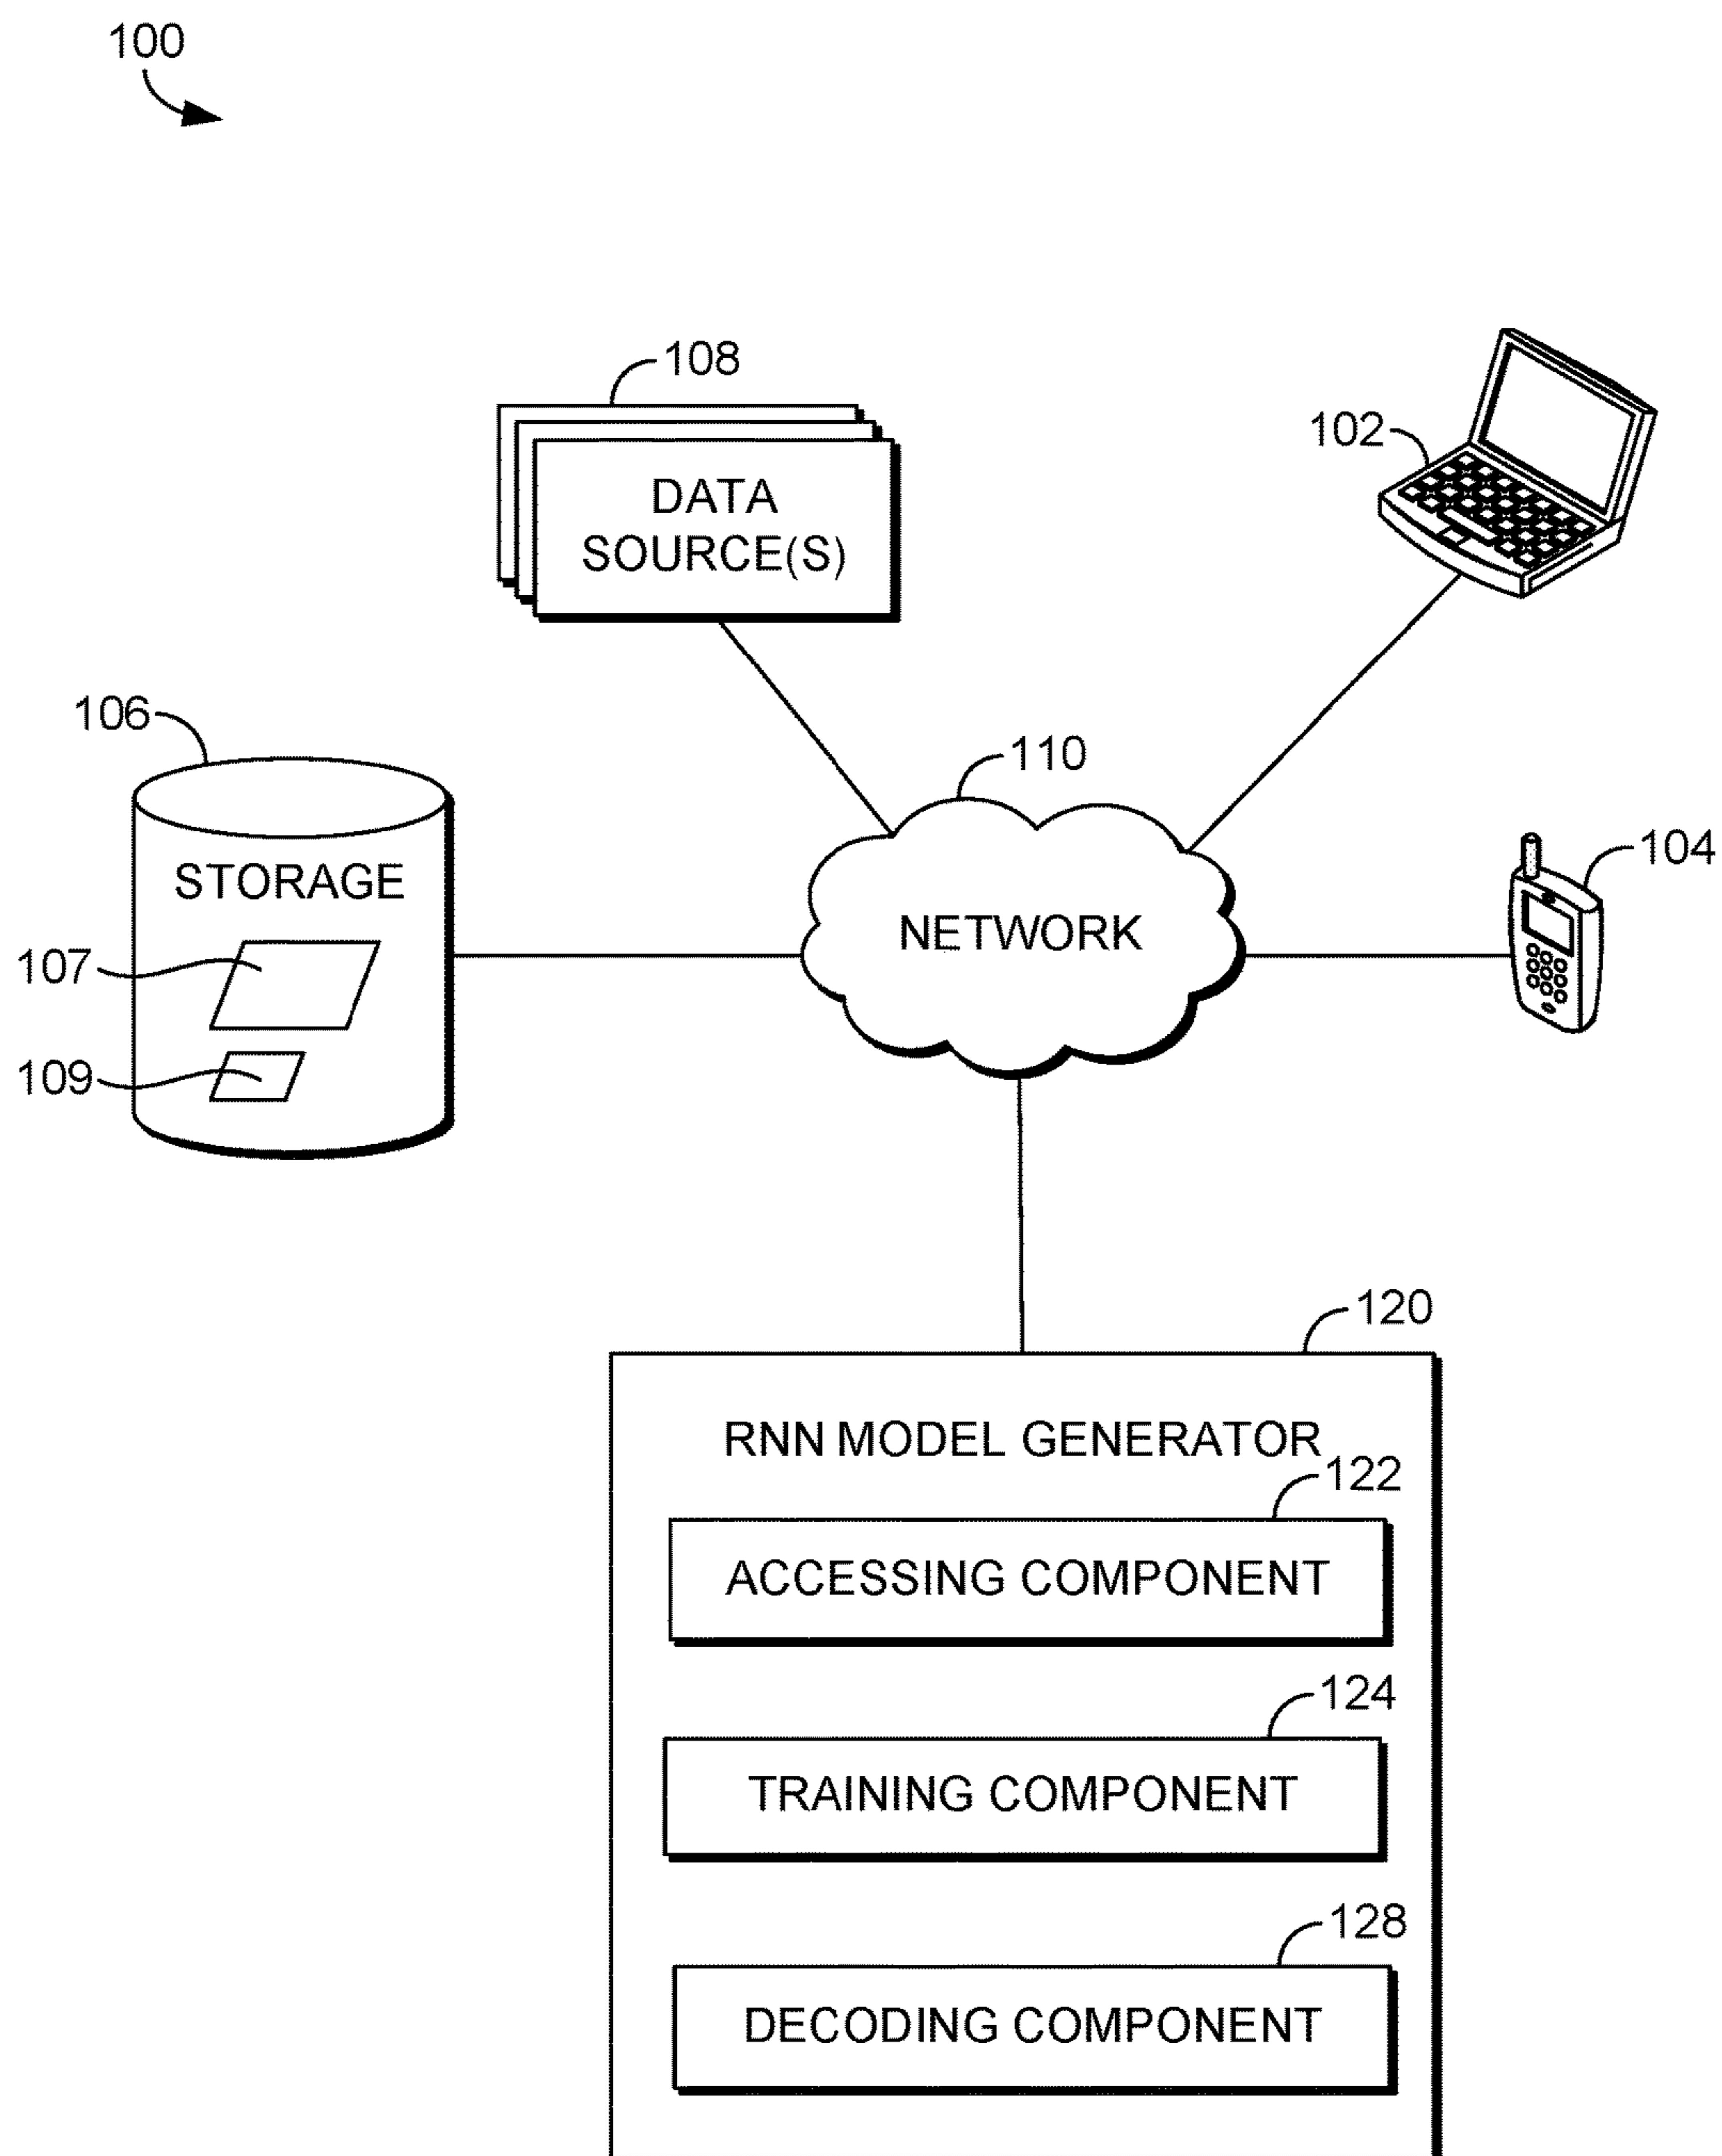 100
108
DATA
SOURCE(S)
102
106
110
104
STORAGE
NETWORK
107
109
120
RNN MODEL GENERATOR
122
ACCESSING COMPONENT
124
TRAINING COMPONENT
128
DECODING COMPONENT